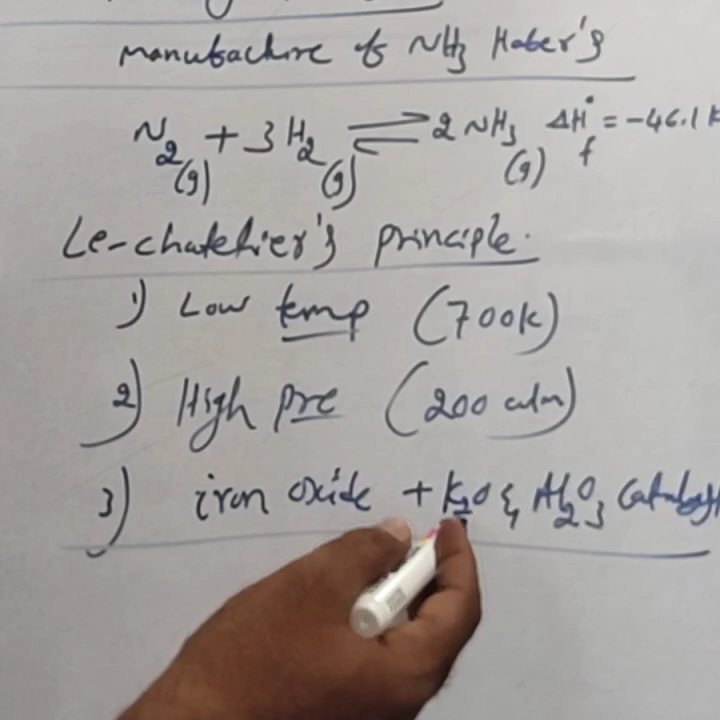 Manufacture of NH3 Haber's
N2(g) + 3H2(g) ⇌ 2NH3(g) ΔH°f = -46.1 K
Le-chatelier's principle.
1) Low temp (700K)
2) High pre (200 atm)
3) iron oxide + K2O & Al2O3 Catalyst